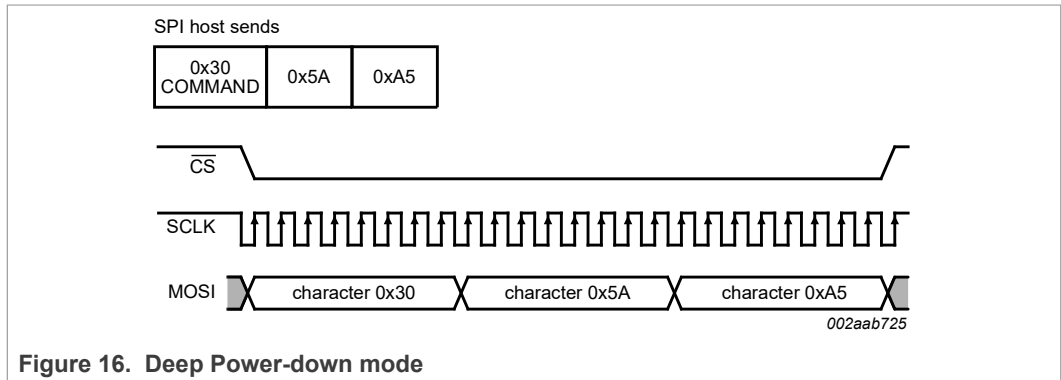 SPI host sends
0x30
COMMAND
0x5A
0xA5
CS
SCLK
MOSI
character 0x30
character 0x5A
character 0xA5
002aab725
Figure 16. Deep Power-down mode